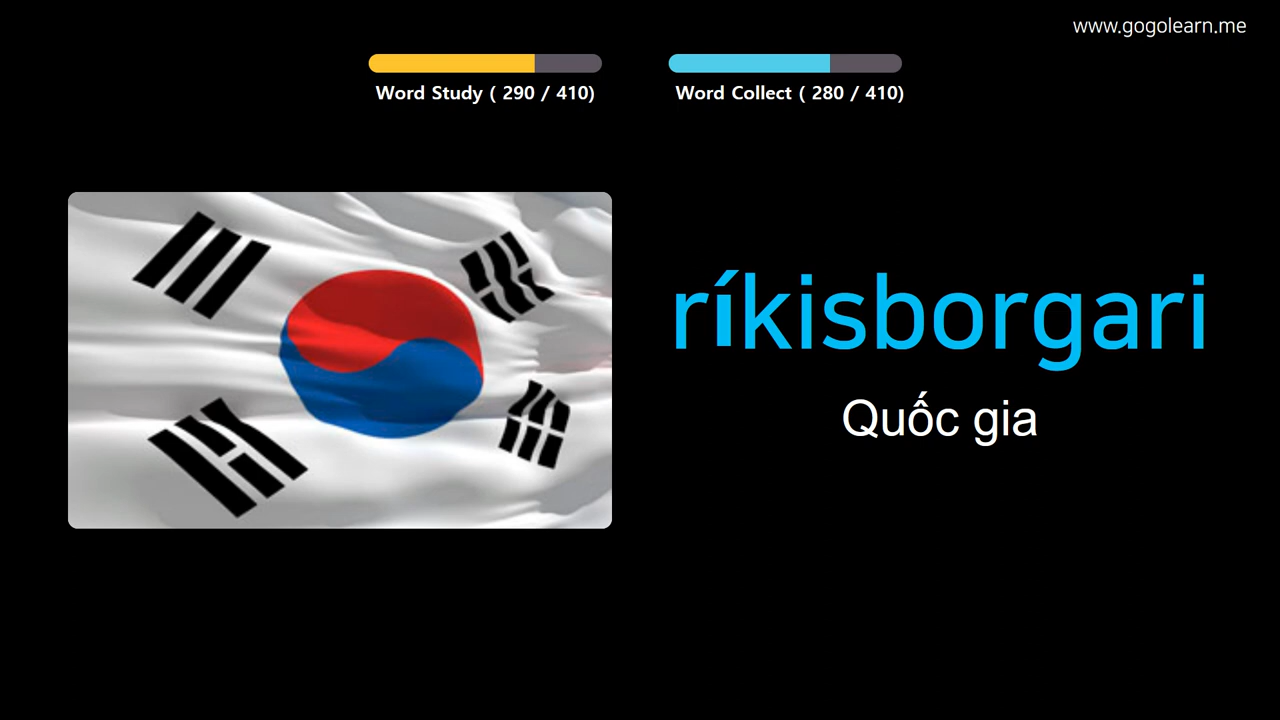 www.gogolearn.me
Word Study ( 290 / 410)
Word Collect ( 280 / 410)
ríkisborgari
Quốc gia